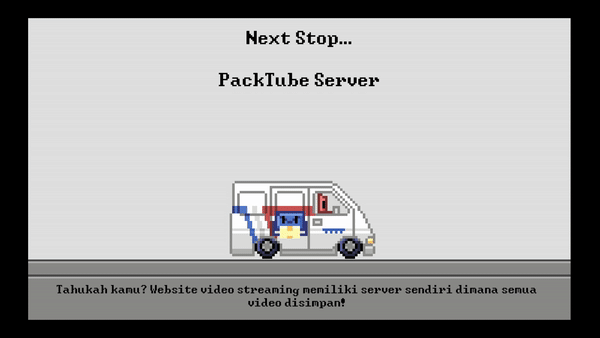 Next Stop...
PackTube Server
Tahukah kamu? Website video streaming memiliki server sendiri dimana semua
video disimpan!